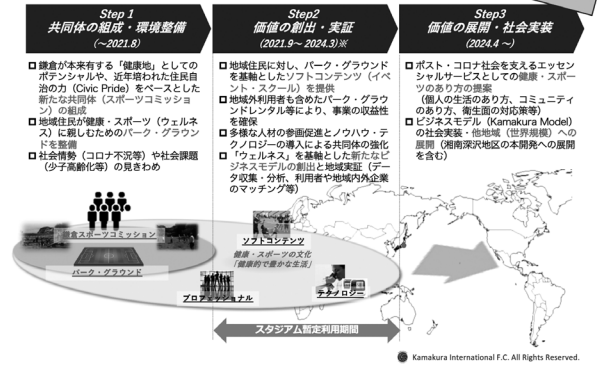 Step 1
共同体の組成・環境整備
(～2021.8)
□ 鎌倉が本来有する「健康地」としての
ポテンシャルや、近年培われた住民自
治の力 (Civic Pride) をベースとした
新たな共同体（スポーツコミッショ
ン）の組成
□ 地域住民が健康・スポーツ（ウェルネ
ス）に親しむためのパーク・グラウン
ドを整備
□ 社会情勢（コロナ不況等）や社会課題
（少子高齢化等）の見きわめ
Step2
価値の創出・実証
(2021.9～ 2024.3)※
□ 地域住民に対し、パーク・グラウンド
を基軸としたソフトコンテンツ（イベ
ント・スクール）を提供
□ 地域外利用者も含めたパーク・グラウ
ンドレンタル等により、事業の収益性
を確保
□ 多様な人材の参画促進とノウハウ・テ
クノロジーの導入による共同体の強化
□ 「ウェルネス」を基軸とした新たなビ
ジネスモデルの創出と地域実証（デー
タ収集・分析、利用者や地域内外企業
のマッチング等）
Step3
価値の展開・社会実装
(2024.4 ～)
□ ポスト・コロナ社会を支えるエッセン
シャルサービスとしての健康・スポー
ツのあり方の提案
（個人の生活のあり方、コミュニティ
のあり方、衛生面の対応策等）
□ ビジネスモデル（Kamakura Model）
の社会実装・他地域（世界規模）への
展開（湘南深沢地区の本開発への展開
を含む）
鎌倉スポーツコミッション
パーク・グラウンド
ソフトコンテンツ
健康・スポーツの文化
「健康的で豊かな生活」
プロフェッショナル
テクノロジー
スタジアム暫定利用期間
Kamakura International F.C. All Rights Reserved.